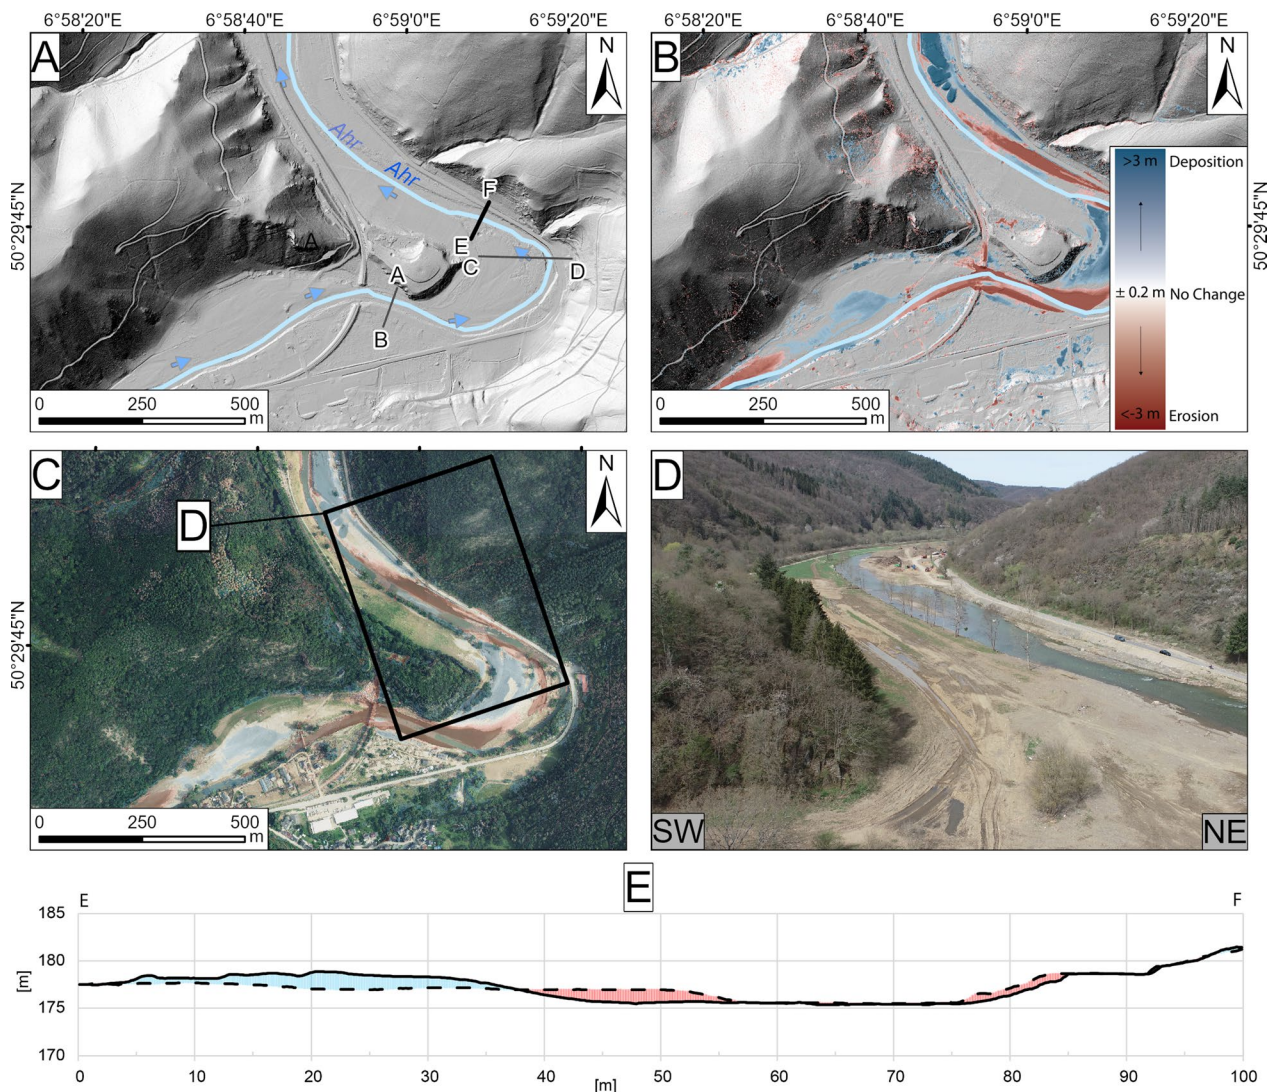 6°58'20"E 6°58'40"E 6°59'0"E 6°59'20"E
6°58'20"E 6°58'40"E 6°59'0"E 6°59'20"E
A
N
Ahr
Ahr
F
E
C
D
A
A
B
50°29'45"N
0 250 500
m
B
N
>3 m Deposition
± 0.2 m No Change
<-3 m Erosion
50°29'45"N
0 250 500
m
C
N
D
50°29'45"N
0 250 500
m
D
SW
NE
E
E
F
185
180
175
170
[m]
0 10 20 30 40 50 60 70 80 90 100
[m]